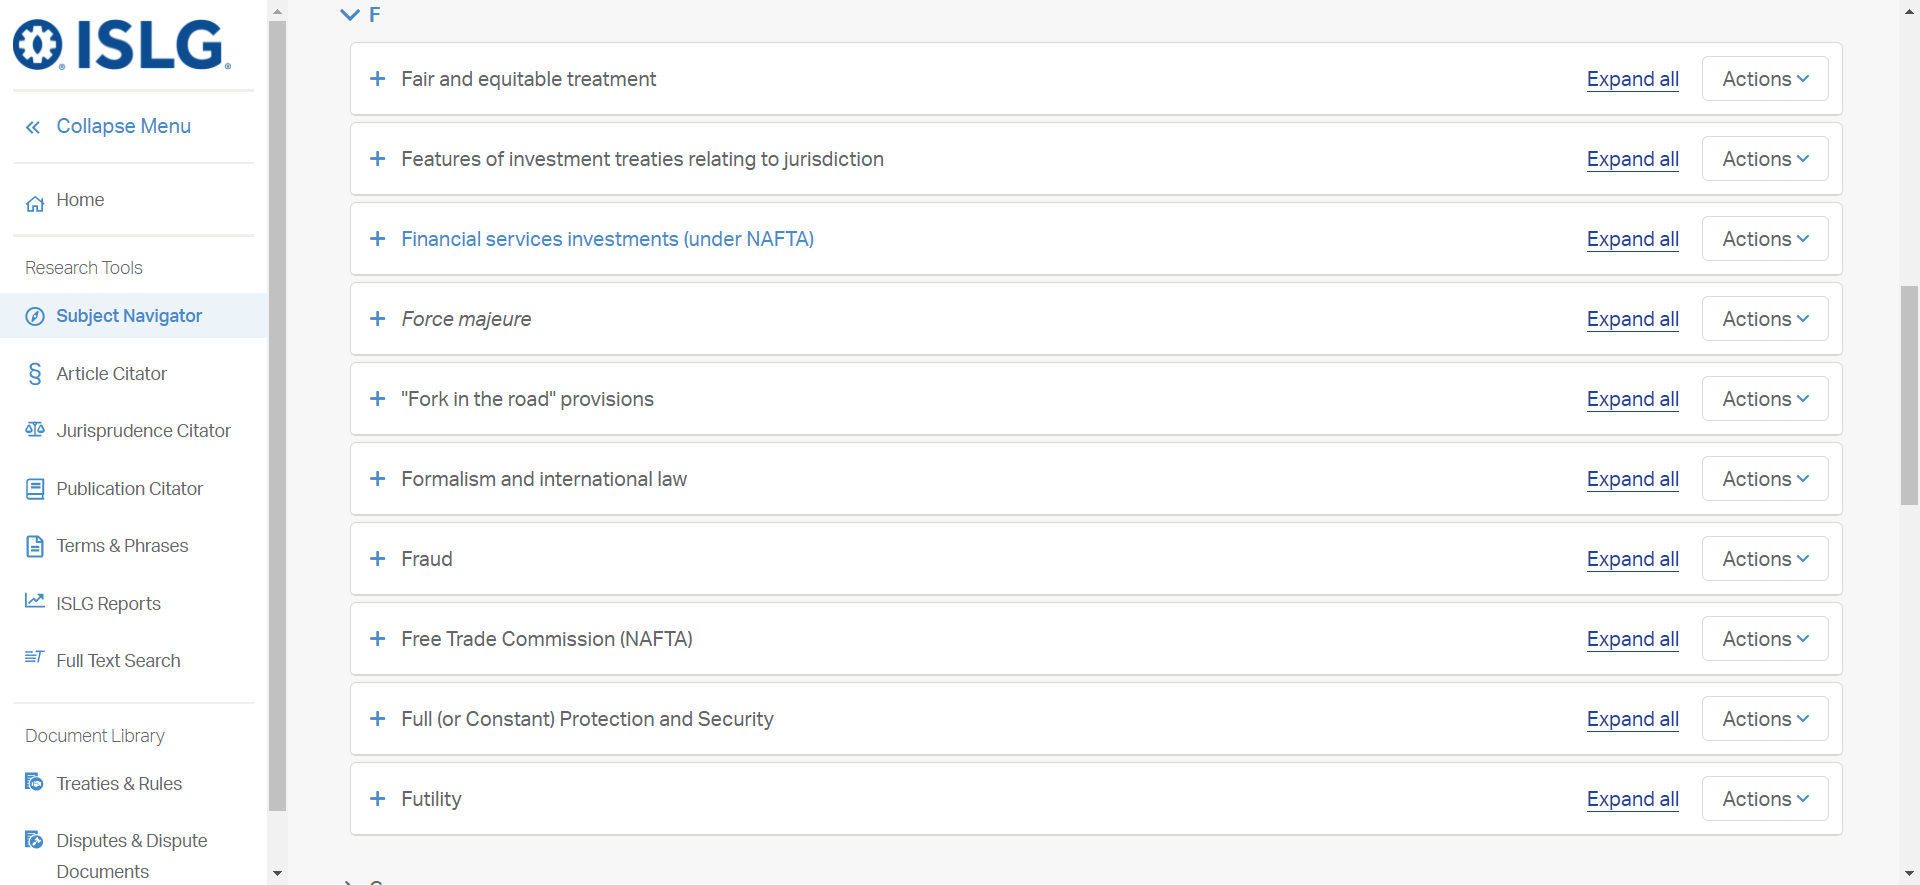 ISLG
Collapse Menu
Home
Research Tools
Subject Navigator
Article Citator
Jurisprudence Citator
Publication Citator
Terms & Phrases
ISLG Reports
Full Text Search
Document Library
Treaties & Rules
Disputes & Dispute
Documents
F
Fair and equitable treatment Expand all Actions
Features of investment treaties relating to jurisdiction Expand all Actions
Financial services investments (under NAFTA) Expand all Actions
Force majeure Expand all Actions
"Fork in the road" provisions Expand all Actions
Formalism and international law Expand all Actions
Fraud Expand all Actions
Free Trade Commission (NAFTA) Expand all Actions
Full (or Constant) Protection and Security Expand all Actions
Futility Expand all Actions